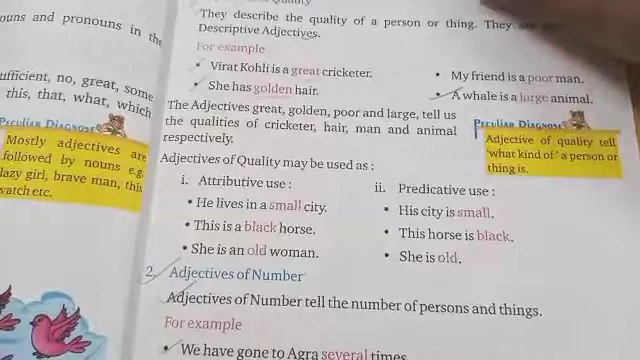 ouns and pronouns in the
ufficient, no, great, some
this, that, what, which
Peculiar Diagnose
Mostly adjectives are
followed by nouns e.g.
lazy girl, brave man, this
watch etc.
Quality
They describe the quality of a person or thing. They
Descriptive Adjectives.
For example
• Virat Kohli is a great cricketer.
• She has golden hair.
• My friend is a poor man.
• A whale is a large animal.
The Adjectives great, golden, poor and large, tell us
the qualities of cricketer, hair, man and animal
respectively.
Peculiar Diagnose
Adjective of quality tell
'what kind of' a person or
thing is.
Adjectives of Quality may be used as :
i. Attributive use :
• He lives in a small city.
• This is a black horse.
• She is an old woman.
ii. Predicative use :
• His city is small.
• This horse is black.
• She is old.
2. Adjectives of Number
Adjectives of Number tell the number of persons and things.
For example
• We have gone to Agra several times